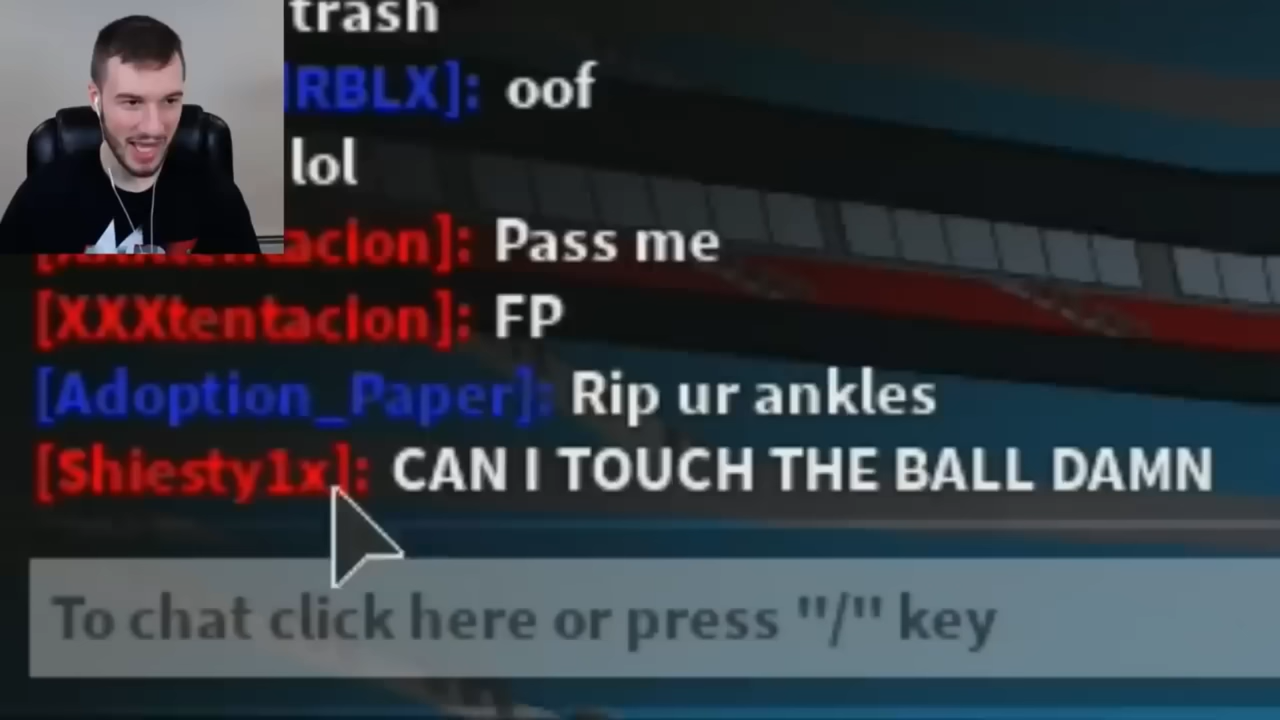 trash
RBLX]: oof
lol
tacion]: Pass me
[XXXtentacion]: FP
[Adoption_Paper]: Rip ur ankles
[Shiesty1x]: CAN I TOUCH THE BALL DAMN
To chat click here or press "/" key